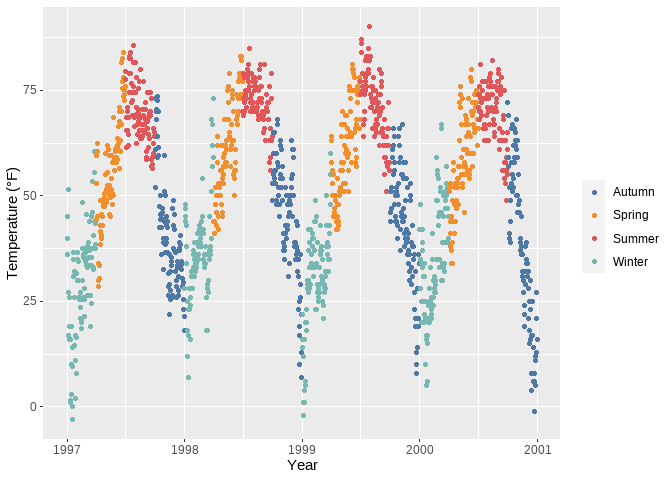 75
50
25
0
Temperature (°F)
1997
1998
1999
2000
2001
Year
Autumn
Spring
Summer
Winter